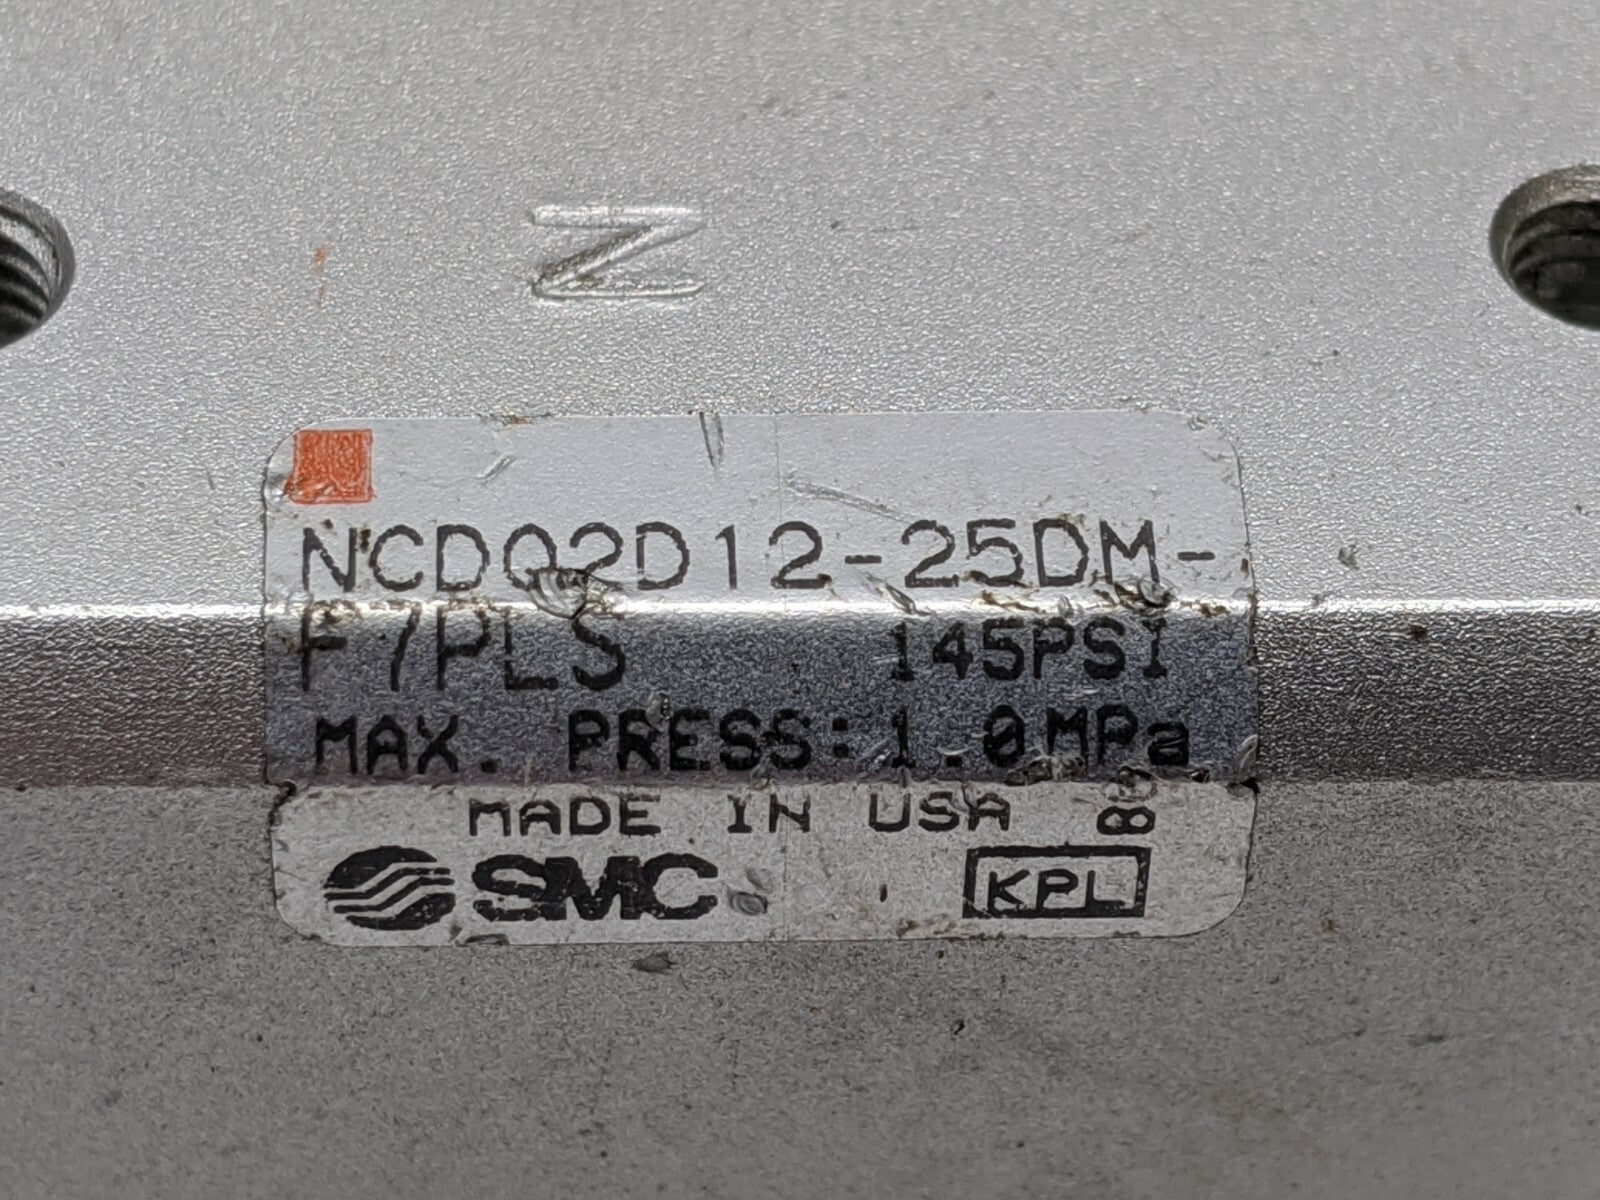 Z
NCDQ2D12-25DM-
F7PLS 145PSI
MAX. PRESS:1.0MPa
MADE IN USA
SMC KPL